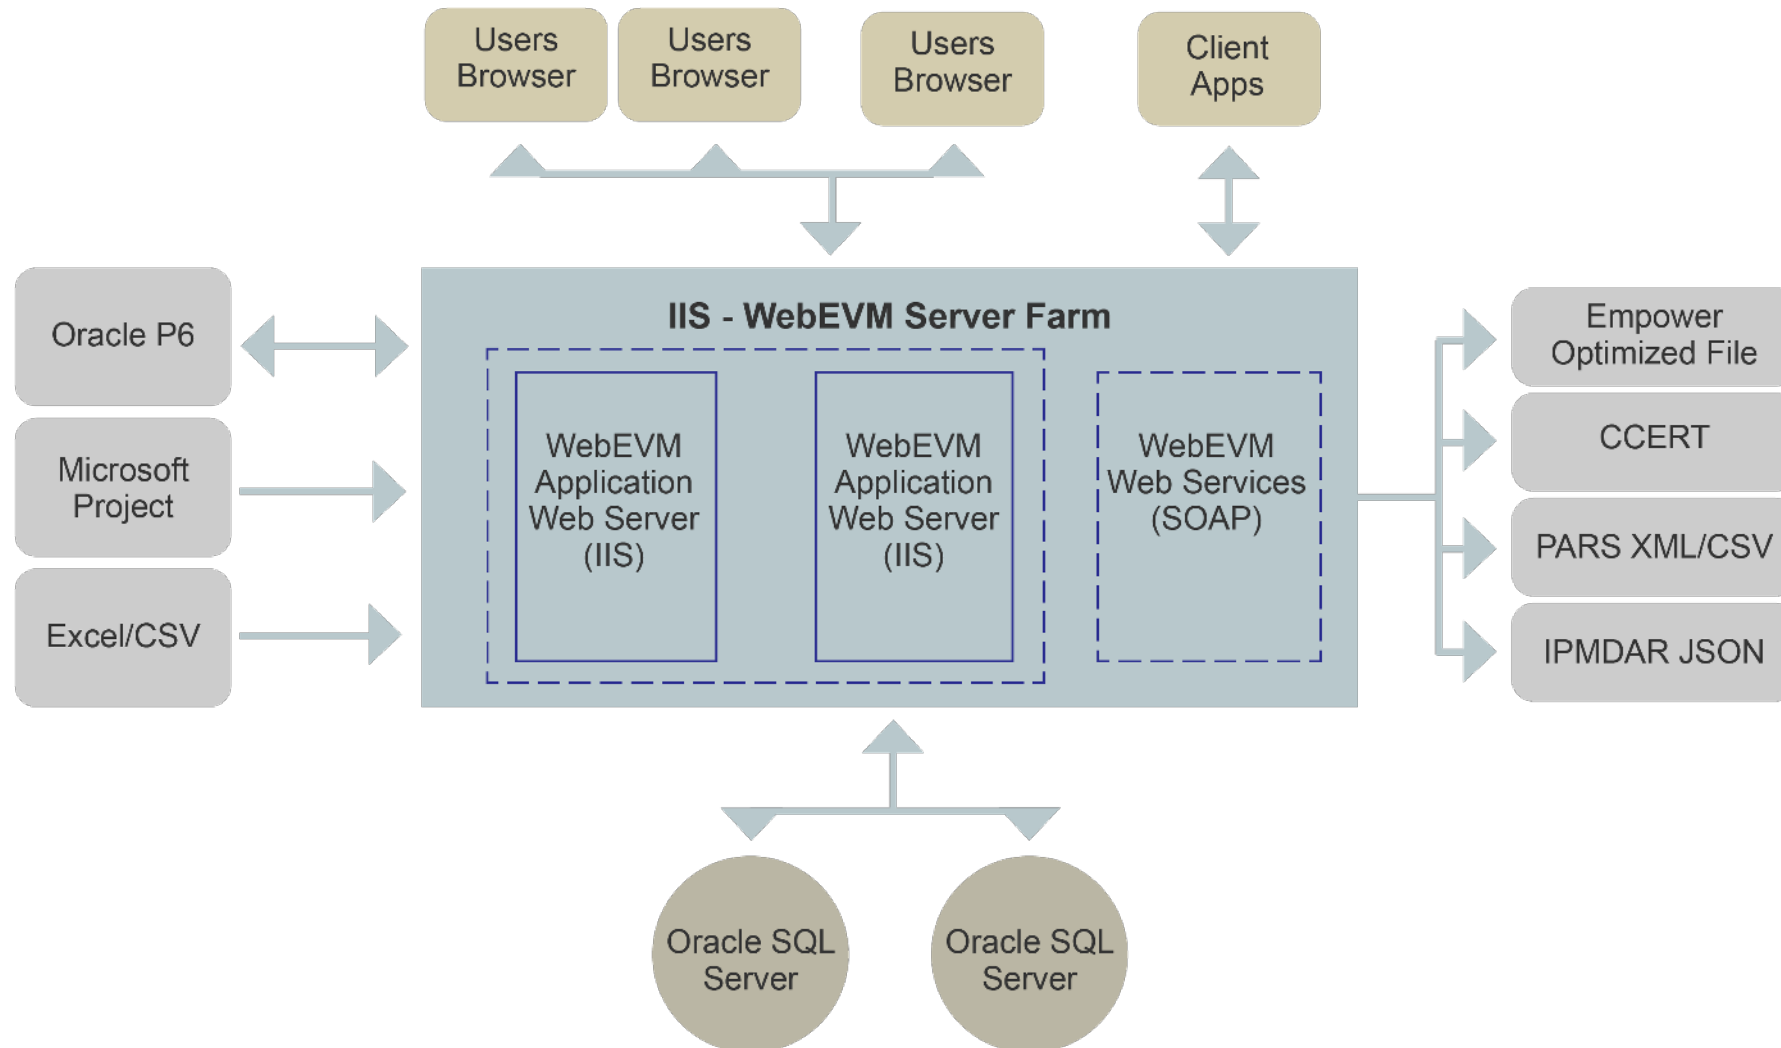 Users
Browser
Users
Browser
Users
Browser
Client
Apps
Oracle P6
Microsoft
Project
Excel/CSV
IIS - WebEVM Server Farm
WebEVM
Application
Web Server
(IIS)
WebEVM
Application
Web Server
(IIS)
WebEVM
Web Services
(SOAP)
Empower
Optimized File
CCERT
PARS XML/CSV
IPMDAR JSON
Oracle SQL
Server
Oracle SQL
Server